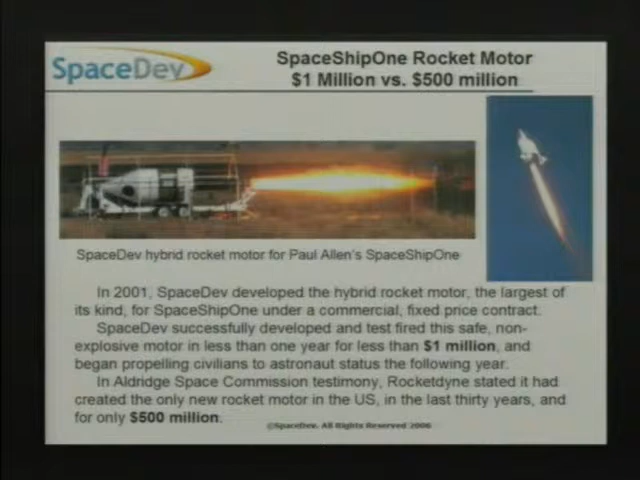 SpaceDev
SpaceShipOne Rocket Motor
$1 Million vs. $500 million
SpaceDev hybrid rocket motor for Paul Allen's SpaceShipOne
In 2001, SpaceDev developed the hybrid rocket motor, the largest of
its kind, for SpaceShipOne under a commercial, fixed price contract.
SpaceDev successfully developed and test fired this safe, non-
explosive motor in less than one year for less than $1 million, and
began propelling civilians to astronaut status the following year.
In Aldridge Space Commission testimony, Rocketdyne stated it had
created the only new rocket motor in the US, in the last thirty years, and
for only $500 million.
©SpaceDev. All Rights Reserved 2006